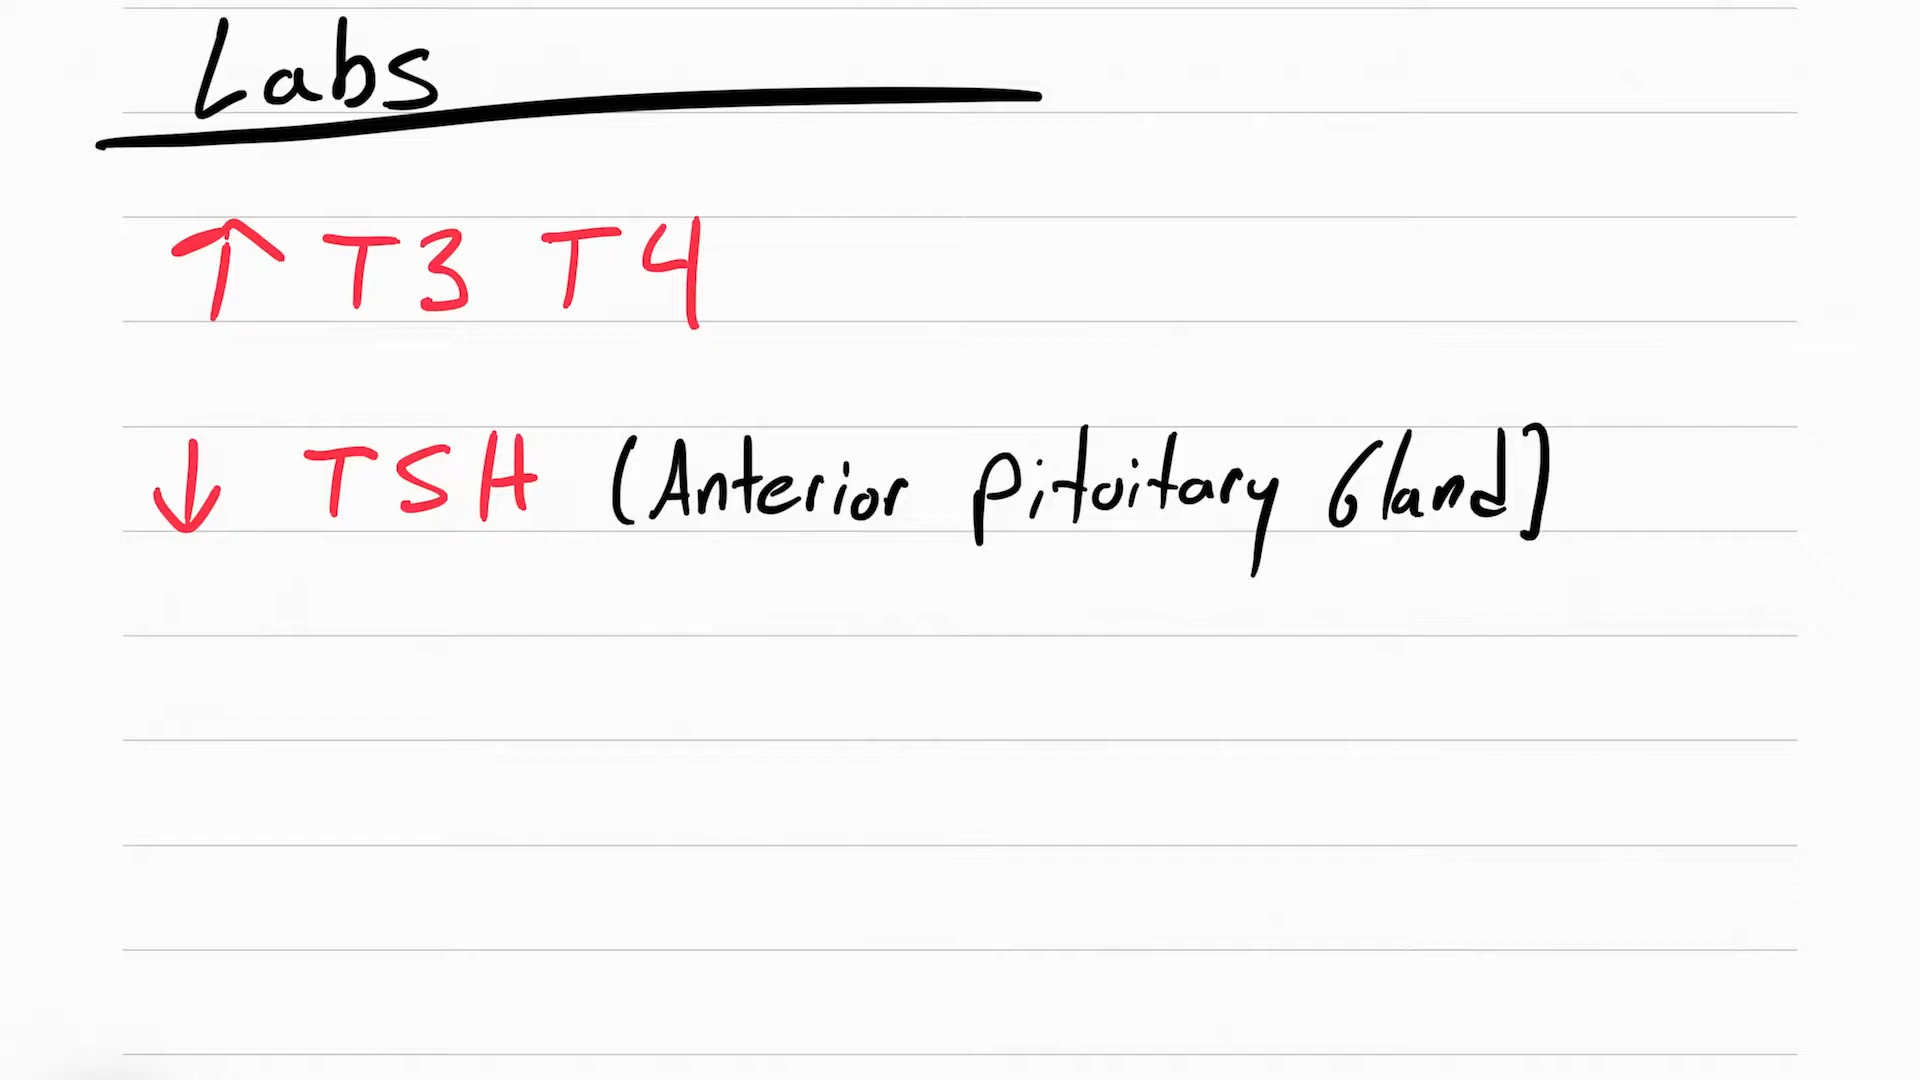 Labs
↑ T3 T4
↓ TSH (Anterior Pituitary Gland]